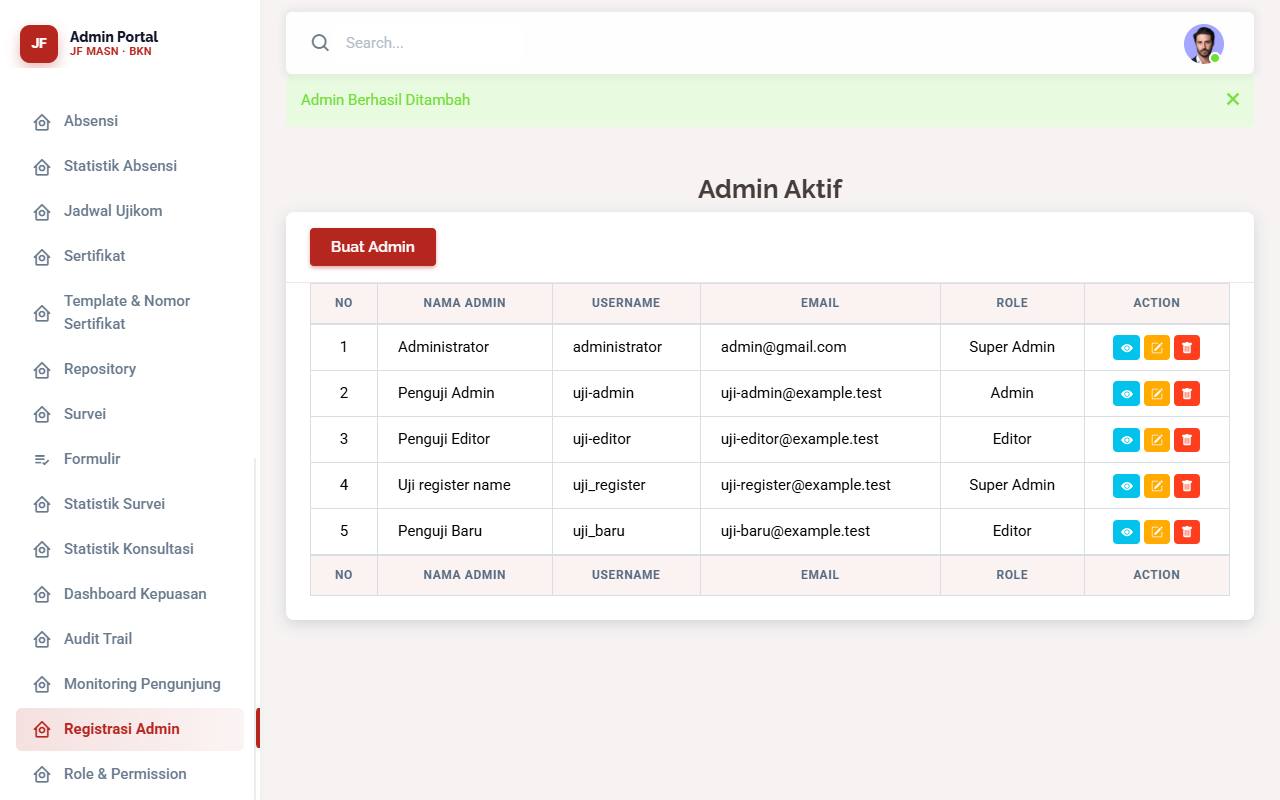 JF
Admin Portal
JF MASN · BKN
Absensi
Statistik Absensi
Jadwal Ujikom
Sertifikat
Template & Nomor
Sertifikat
Repository
Survei
Formulir
Statistik Survei
Statistik Konsultasi
Dashboard Kepuasan
Audit Trail
Monitoring Pengunjung
Registrasi Admin
Role & Permission
Search...
Admin Berhasil Ditambah
Admin Aktif
Buat Admin
NO NAMA ADMIN USERNAME EMAIL ROLE ACTION
1 Administrator administrator admin@gmail.com Super Admin
2 Penguji Admin uji-admin uji-admin@example.test Admin
3 Penguji Editor uji-editor uji-editor@example.test Editor
4 Uji register name uji_register uji-register@example.test Super Admin
5 Penguji Baru uji_baru uji-baru@example.test Editor
NO NAMA ADMIN USERNAME EMAIL ROLE ACTION